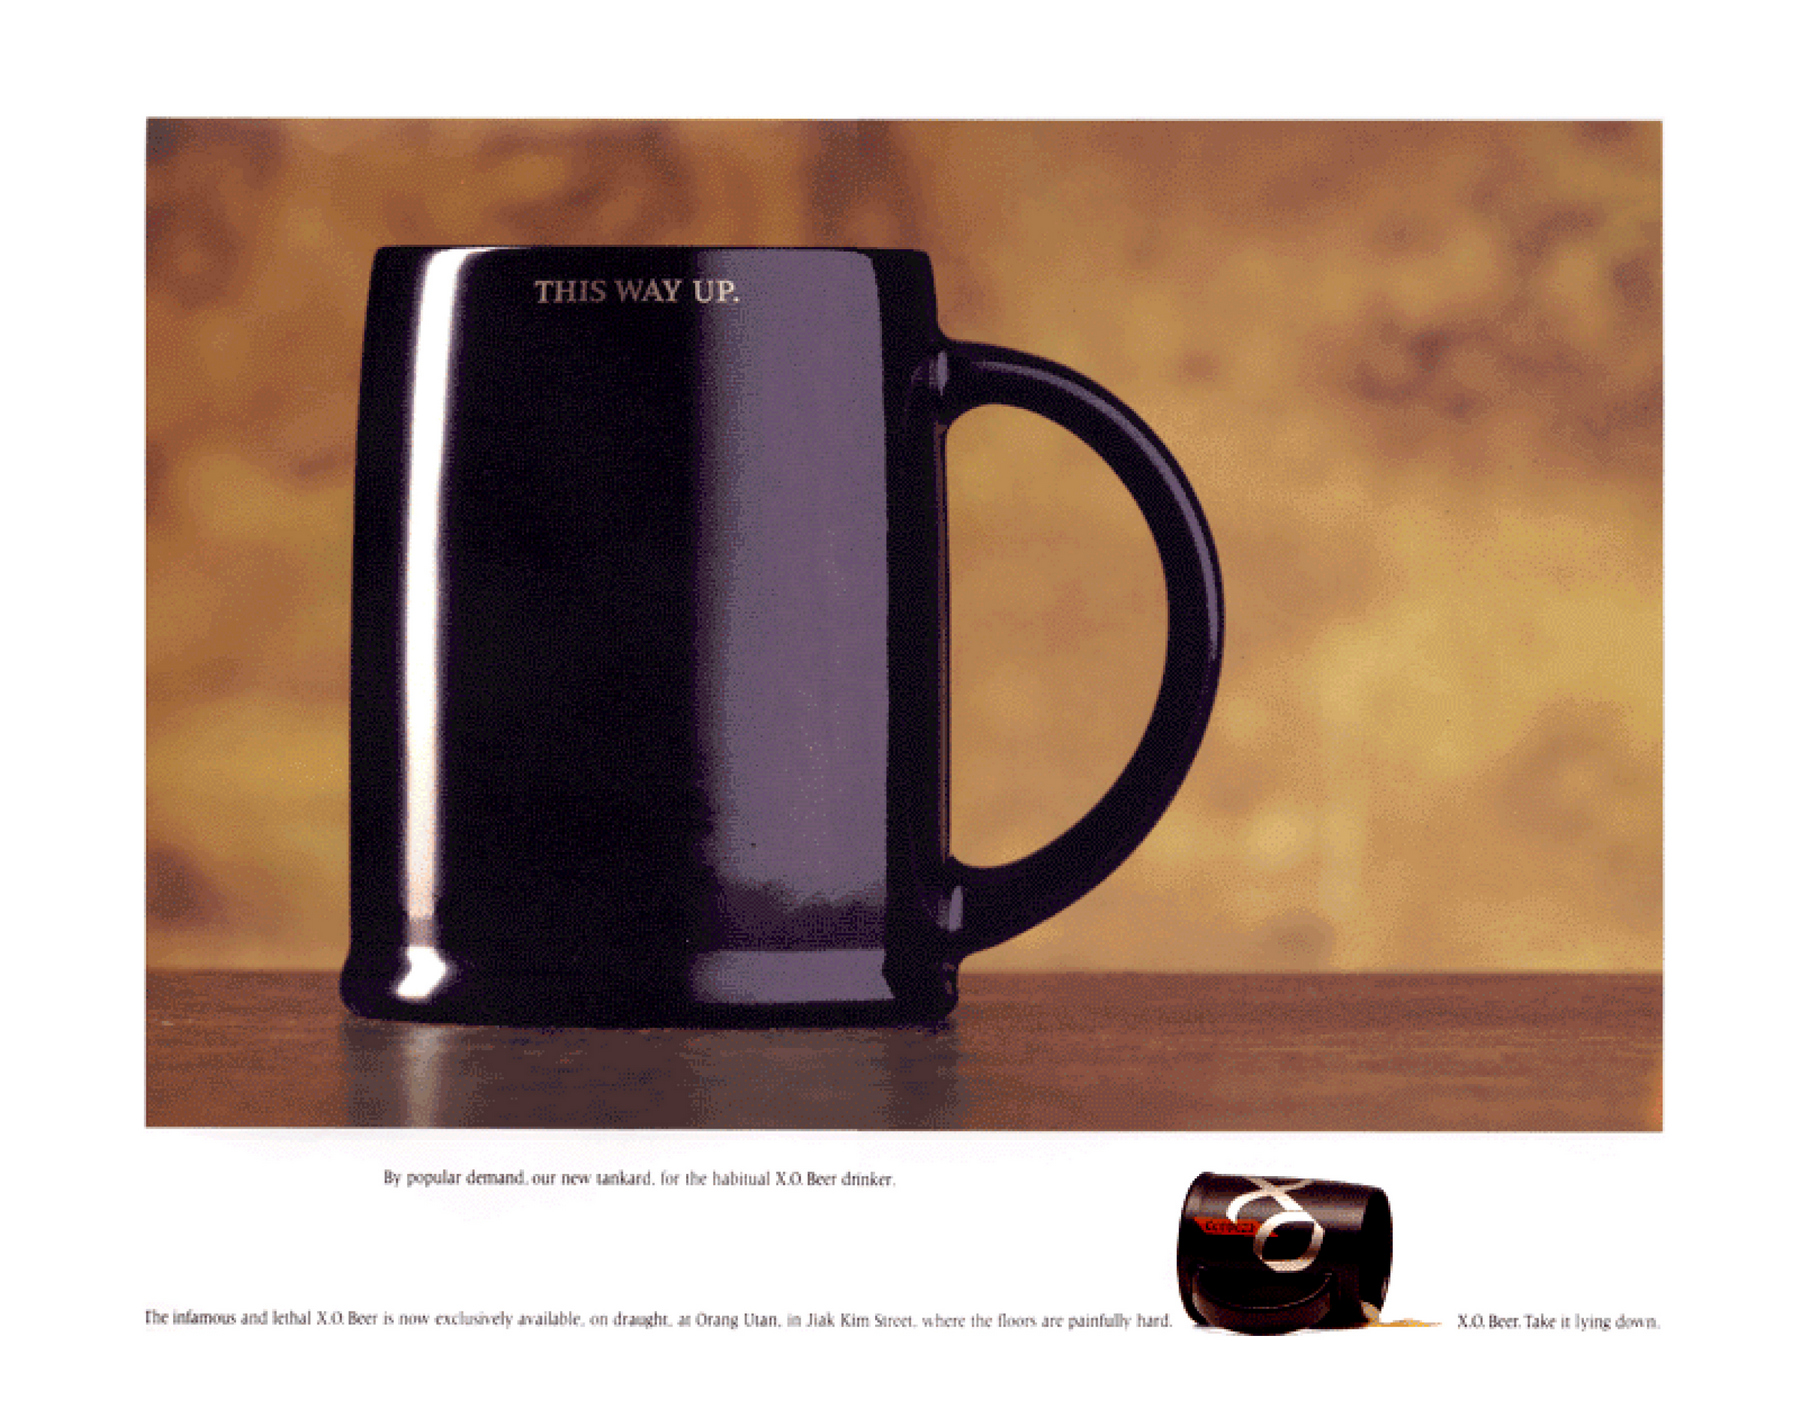 THIS WAY UP.
By popular demand, our new tankard, for the habitual X.O. Beer drinker.
The infamous and lethal X.O. Beer is now exclusively available, on draught, at Orang Utan, in Jiak Kim Street, where the floors are painfully hard.
X.O. Beer. Take it lying down.